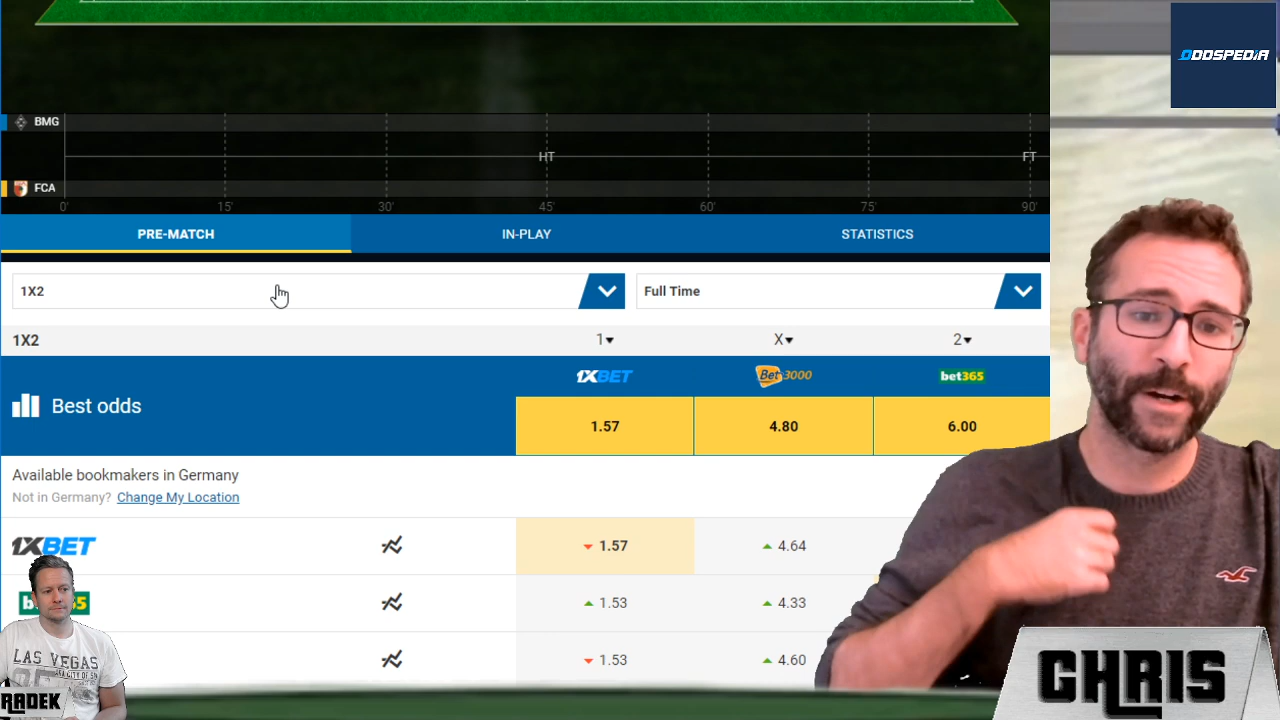 ODDSPEDIA
BMG
HT
FT
FCA
0'
15'
30'
45'
60'
75'
90'
PRE-MATCH
IN-PLAY
STATISTICS
1X2
Full Time
1X2
1
X
2
1XBET
Bet 3000
bet365
Best odds
1.57
4.80
6.00
Available bookmakers in Germany
Not in Germany? Change My Location
1XBET
1.57
4.64
1.53
4.33
LAS VEGAS
1.53
4.60
RADEK
CHRIS